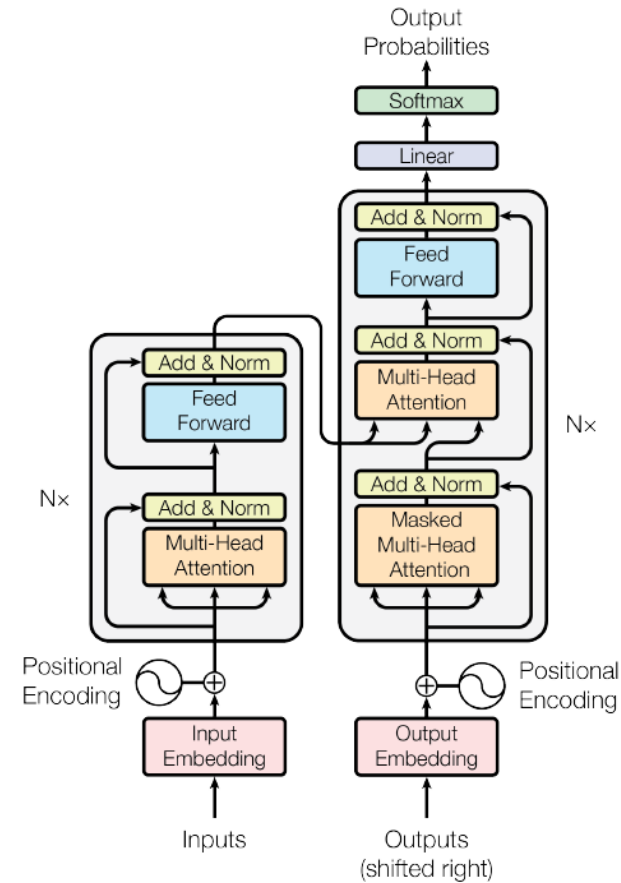 Output
Probabilities
Softmax
Linear
Add & Norm
Feed
Forward
Add & Norm
Multi-Head
Attention
Add & Norm
Masked
Multi-Head
Attention
N×
Add & Norm
Feed
Forward
Add & Norm
Multi-Head
Attention
N×
Positional
Encoding
Positional
Encoding
Input
Embedding
Output
Embedding
Inputs
Outputs
(shifted right)